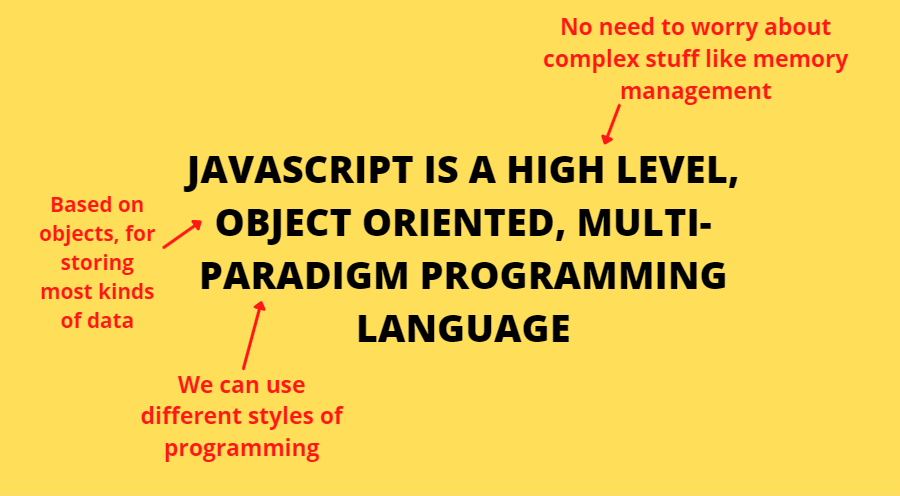 No need to worry about
complex stuff like memory
management
JAVASCRIPT IS A HIGH LEVEL,
OBJECT ORIENTED, MULTI-
PARADIGM PROGRAMMING
LANGUAGE
Based on
objects, for
storing
most kinds
of data
We can use
different styles of
programming